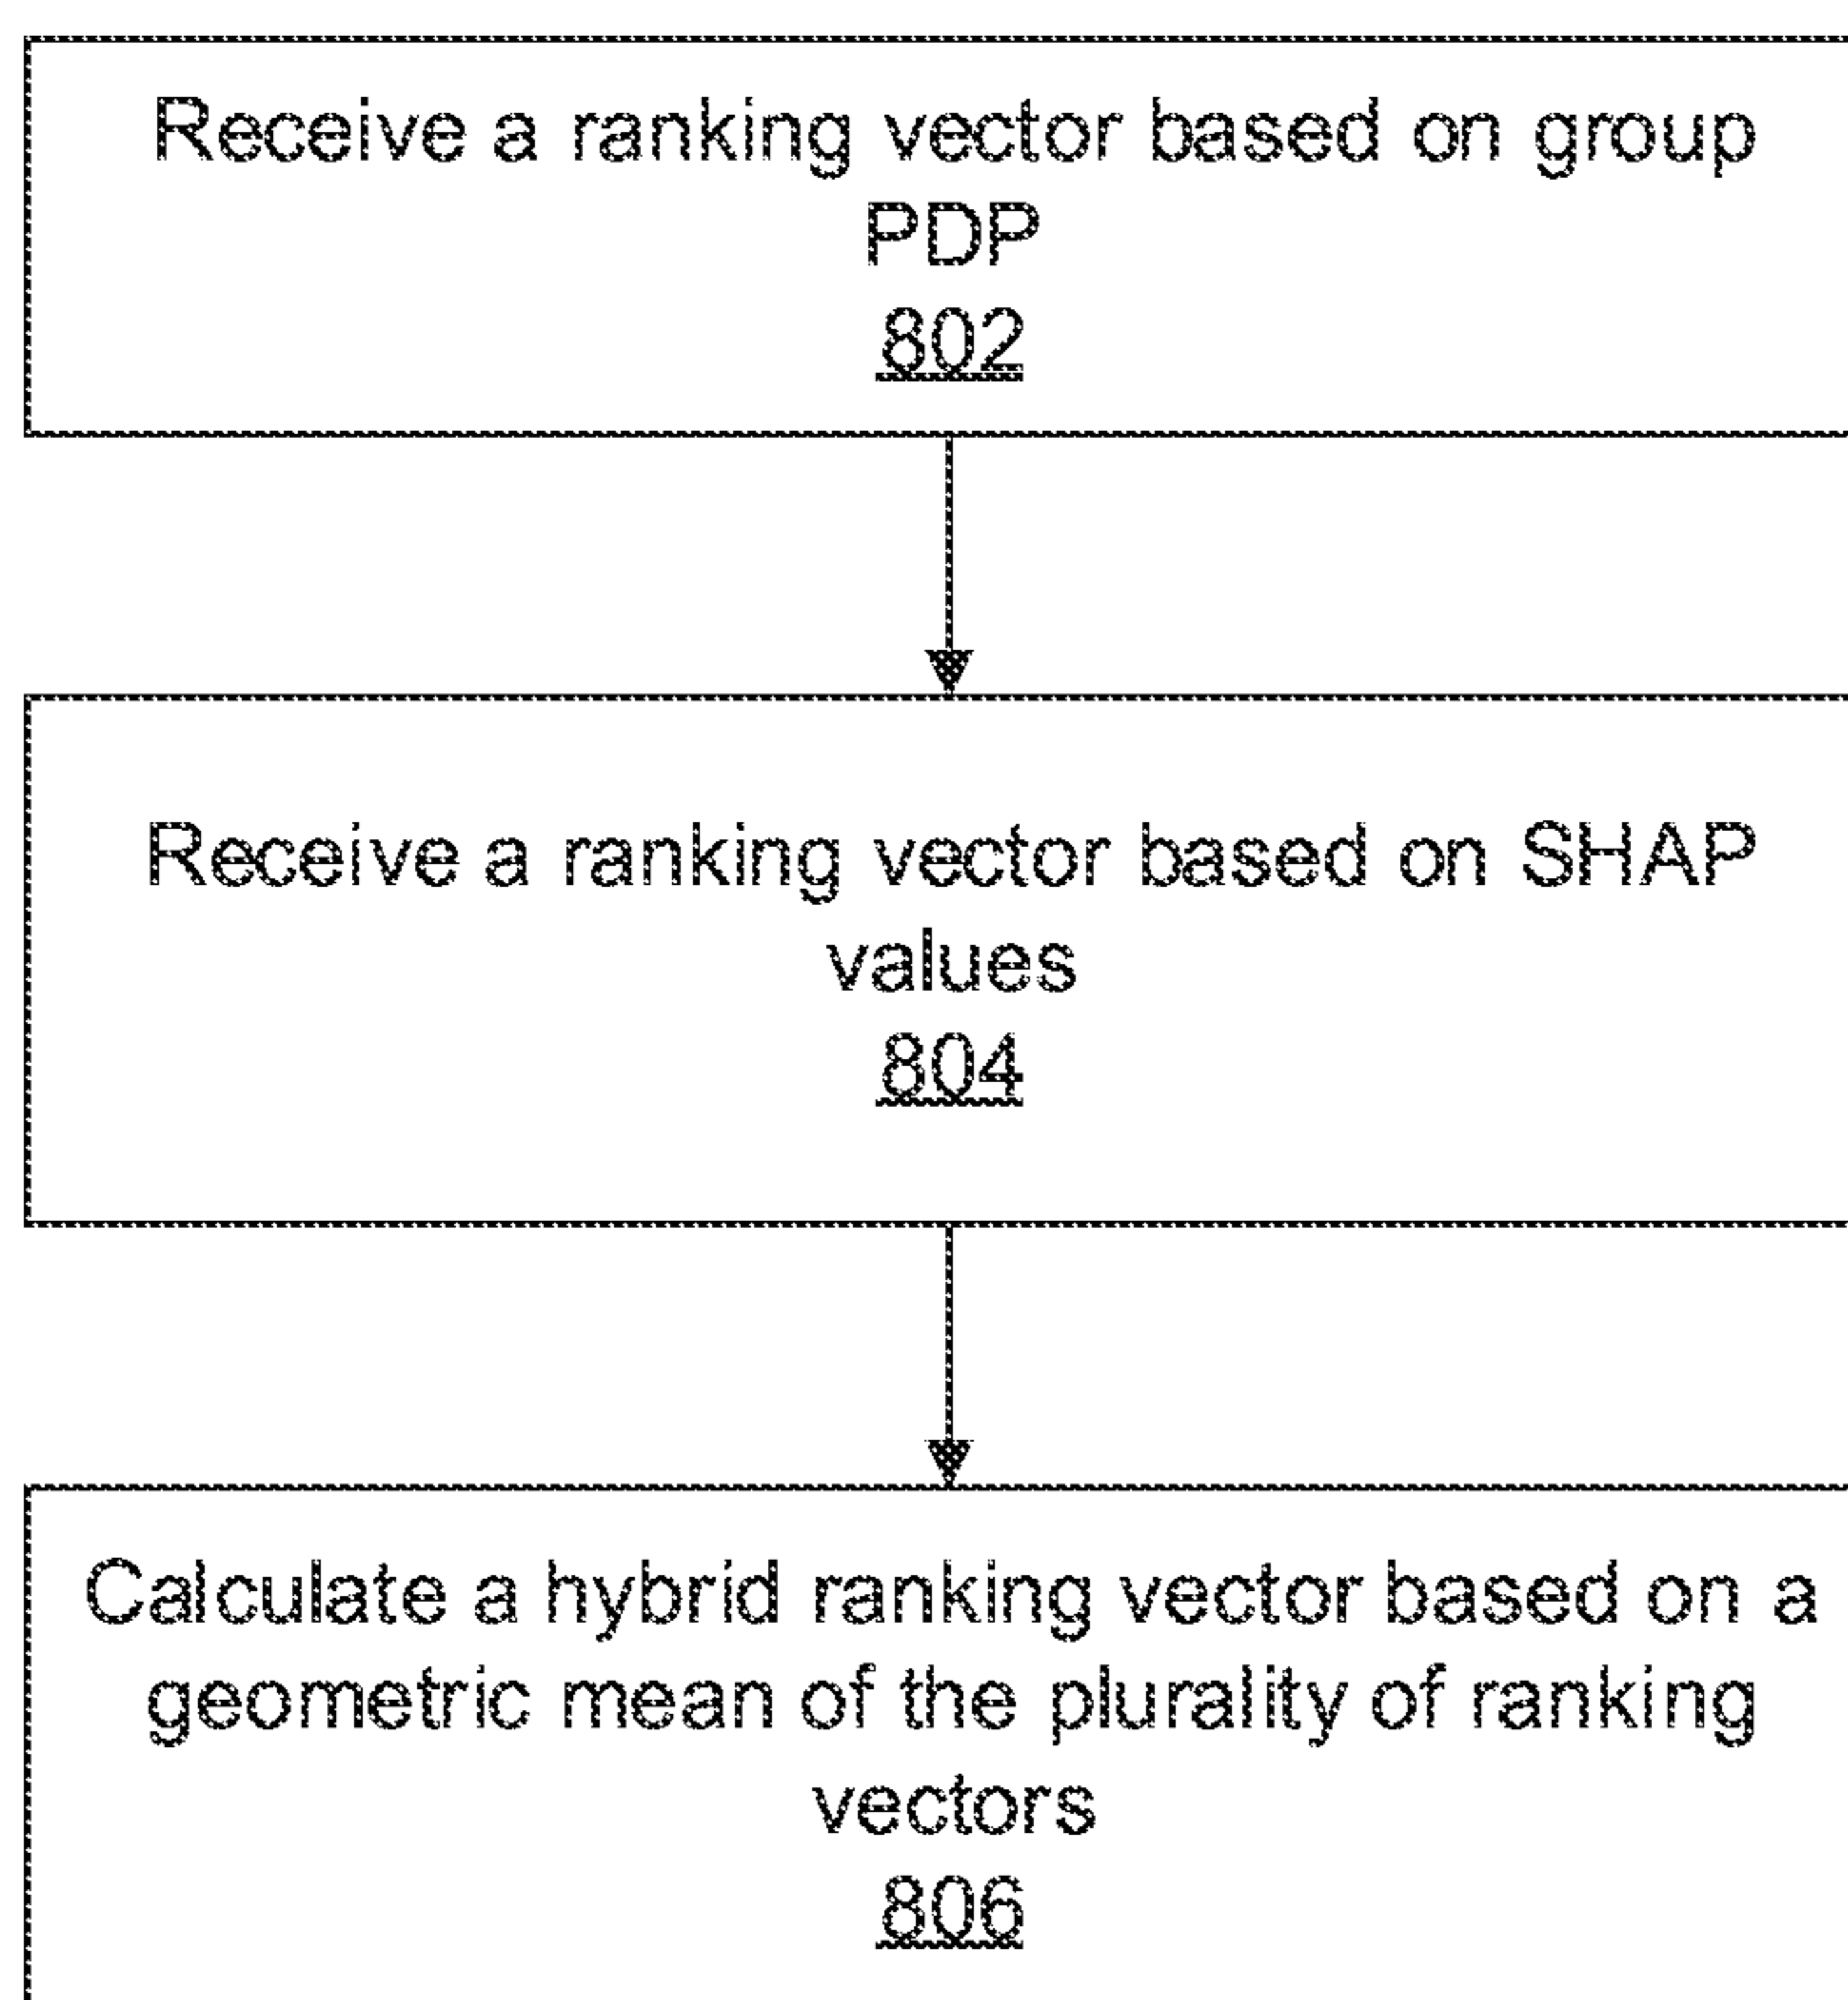 Receive a ranking vector based on group
PDP
802
Receive a ranking vector based on SHAP
values
804
Calculate a hybrid ranking vector based on a
geometric mean of the plurality of ranking
vectors
806